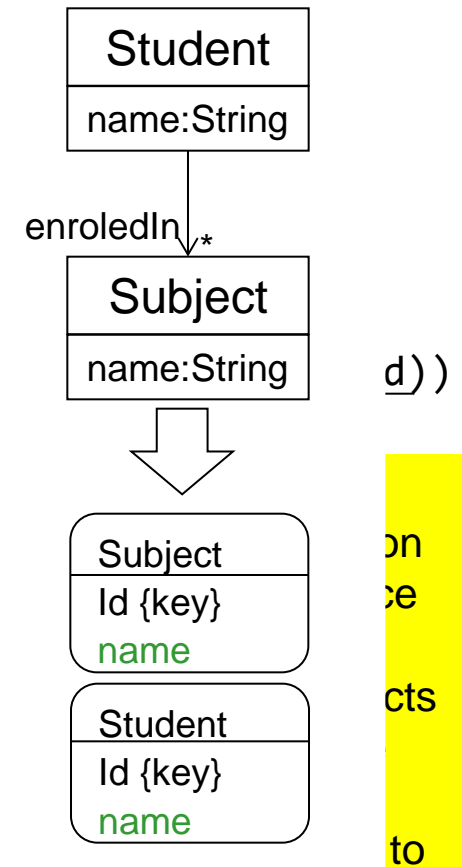 Student
name:String
enroledIn
*
Subject
name:String
d))
Subject
Id {key}
name
Student
Id {key}
name
on
ce
cts
to